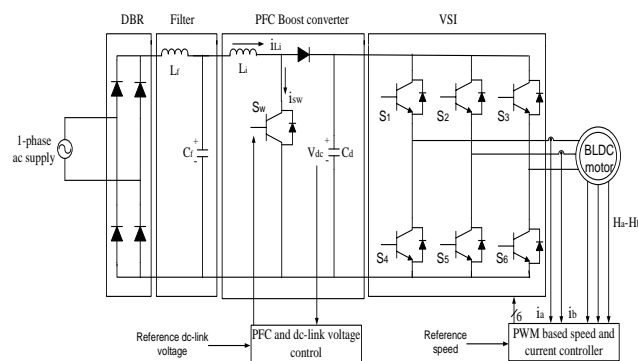 DBR
Filter
PFC Boost converter
VSI
iLi
Lf
Li
isw
Sw
S1
S2
S3
1-phase
ac supply
Cf
+
-
Vdc
+
-
Cd
BLDC
motor
S4
S5
S6
ia
ib
6
Reference dc-link
voltage
PFC and dc-link voltage
control
Reference
speed
PWM based speed and
current controller